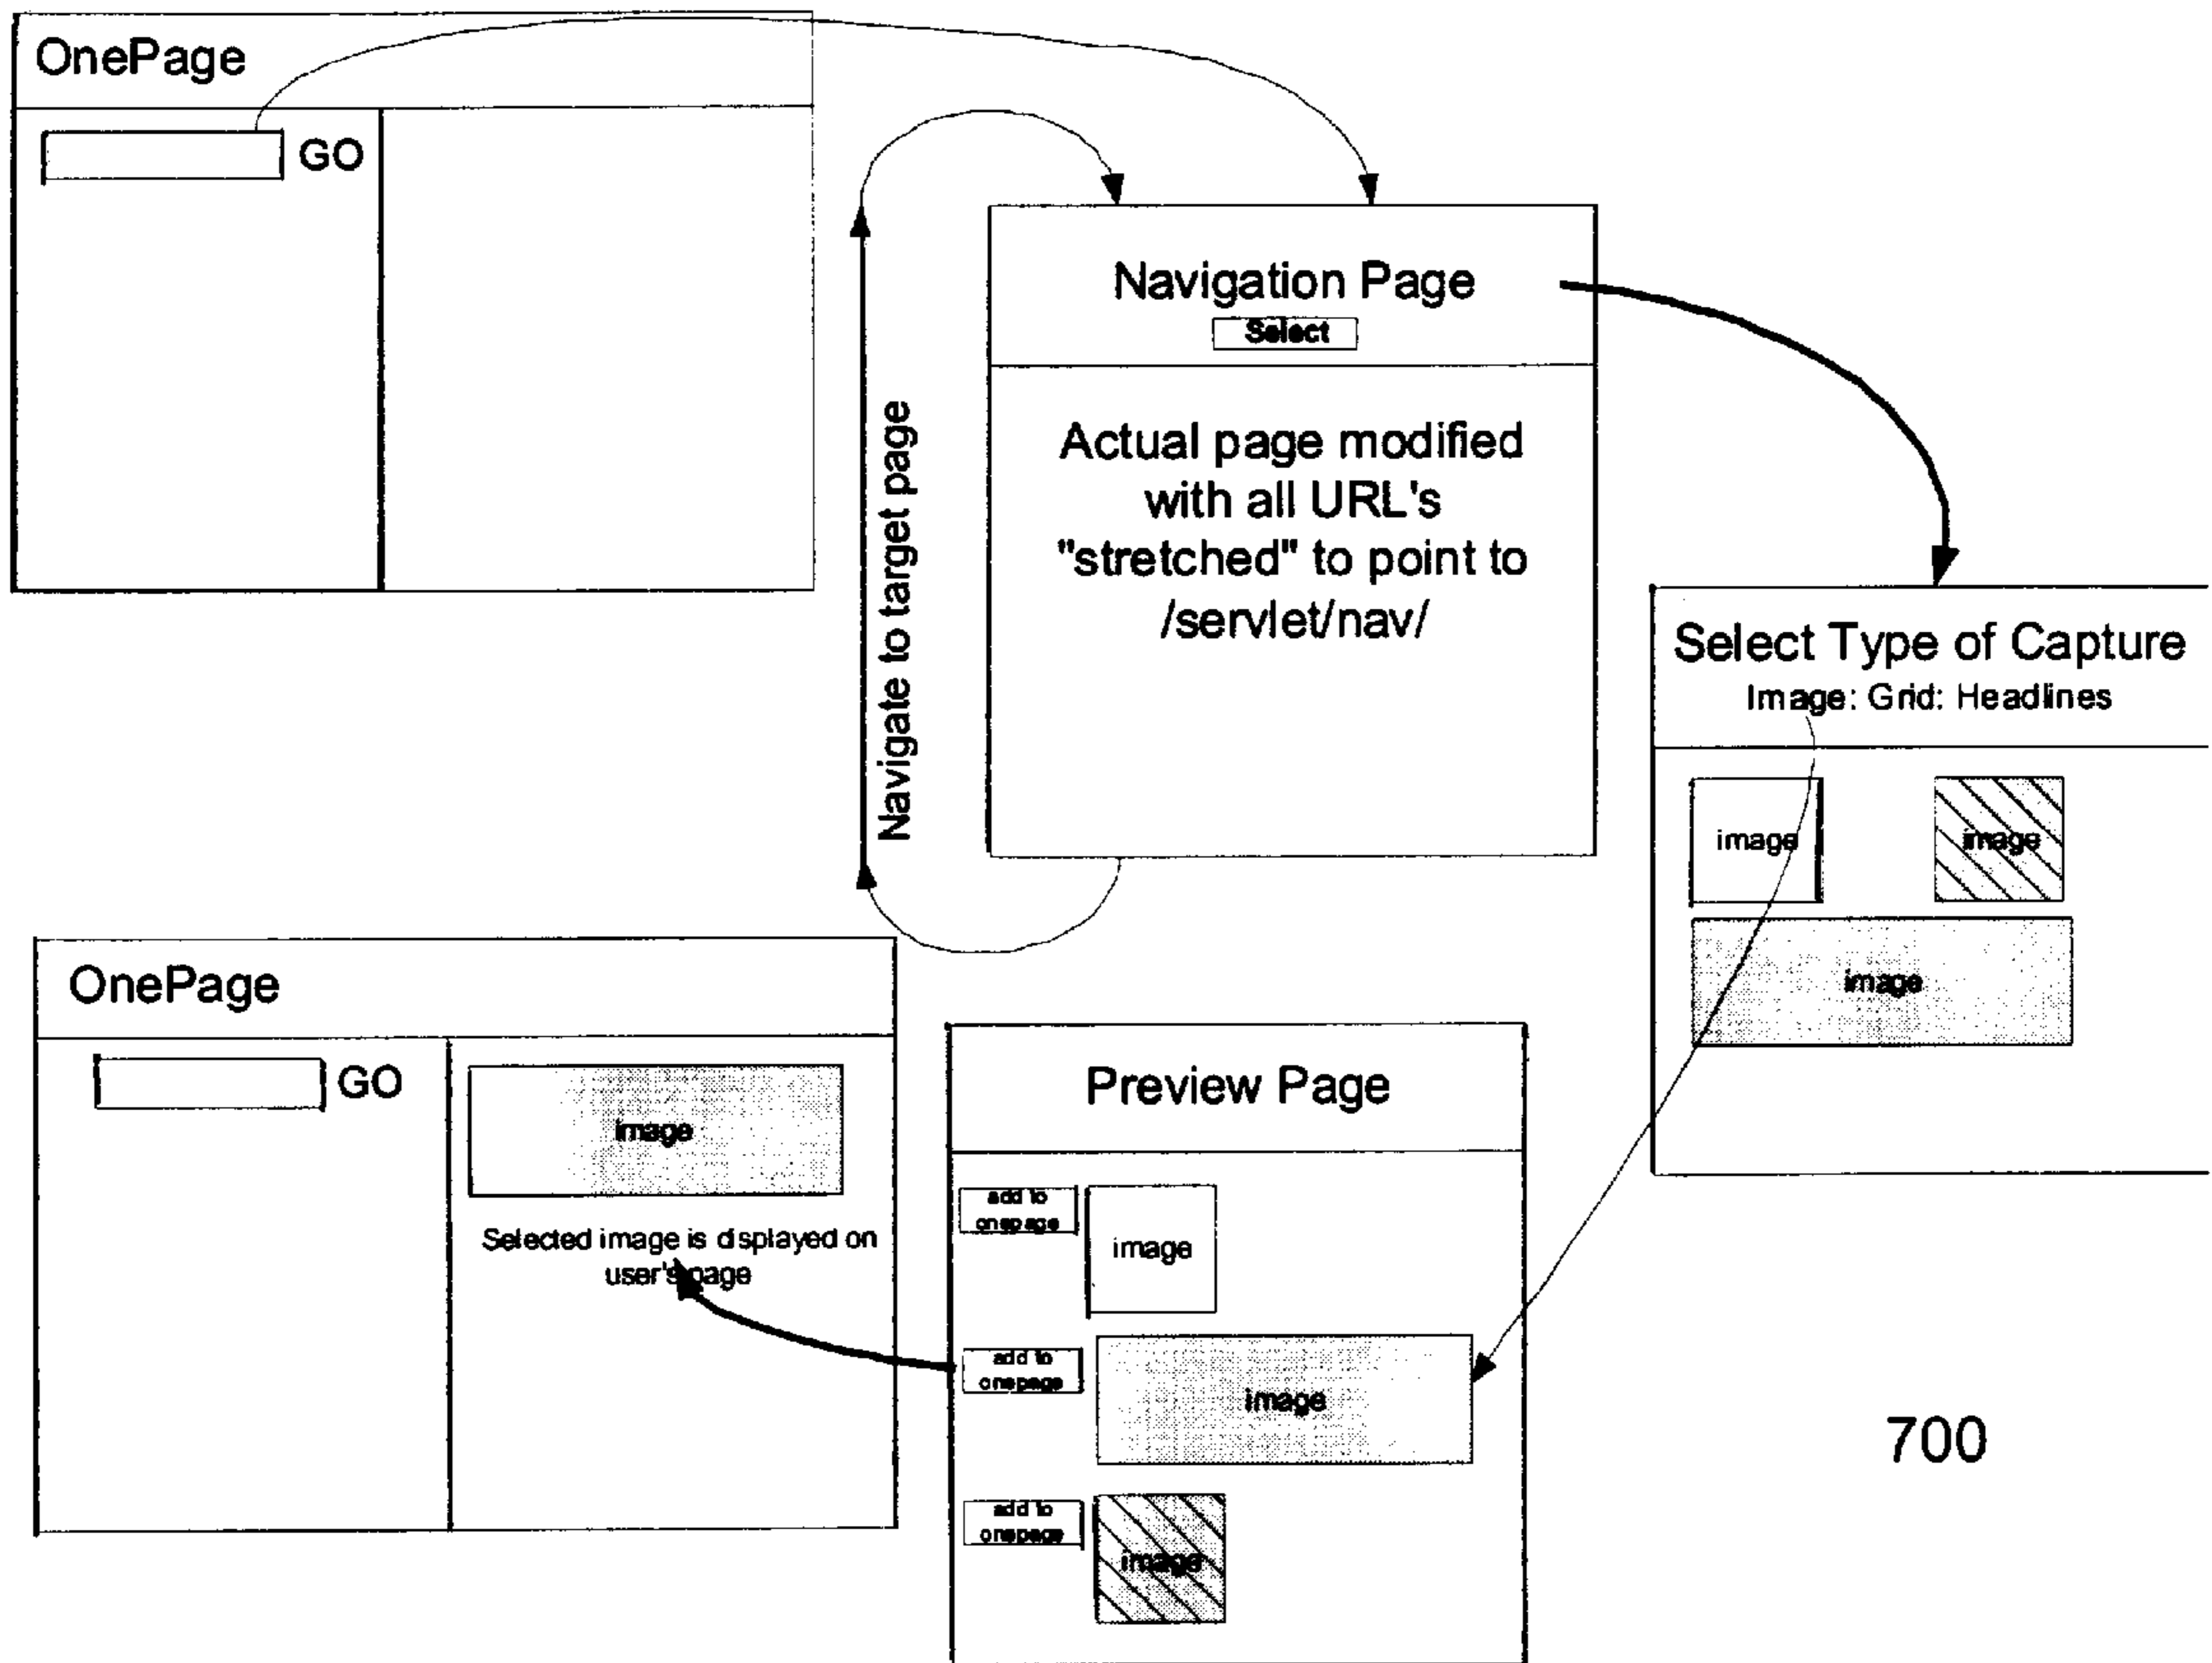 OnePage
GO
Navigate to target page
Navigation Page
Select
Actual page modified
with all URL's
"stretched" to point to
/servlet/nav/
Select Type of Capture
Image: Grid: Headlines
image
image
image
OnePage
GO
image
Selected image is displayed on
user's page
Preview Page
add to
onepage
image
add to
onepage
image
add to
onepage
image
700